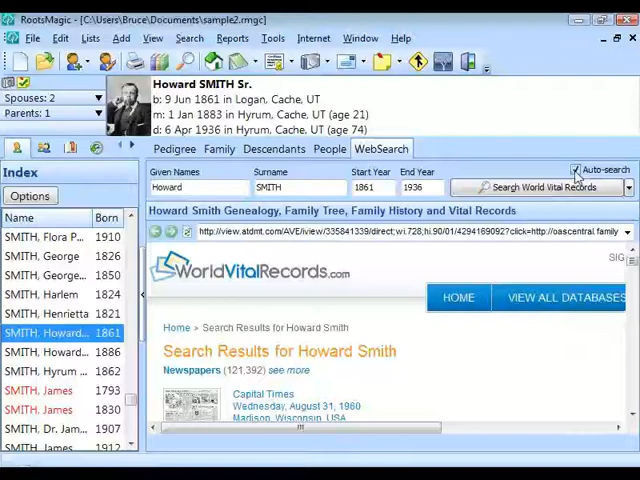 RootsMagic - [C:\Users\Bruce\Documents\sample2.rmgc]
File Edit Lists Add View Search Reports Tools Internet Window Help
Spouses: 2
Parents: 1
Howard SMITH Sr.
b: 9 Jun 1861 in Logan, Cache, UT
m: 1 Jan 1883 in Hyrum, Cache, UT (age 21)
d: 6 Apr 1936 in Hyrum, Cache, UT (age 74)
Pedigree Family Descendants People WebSearch
Index
Options
Name Born
SMITH, Flora P... 1910
SMITH, George 1826
SMITH, George... 1850
SMITH, Harlem 1824
SMITH, Henrietta 1821
SMITH, Howard... 1861
SMITH, Howard... 1886
SMITH, Hyrum ... 1862
SMITH, James 1793
SMITH, James 1830
SMITH, Dr. Jam... 1907
SMITH, James 1912
Given Names Surname Start Year End Year Auto-search
Howard SMITH 1861 1936 Search World Vital Records
Howard Smith Genealogy, Family Tree, Family History and Vital Records
http://view.atdmt.com/AVE/iview/335841339/direct;wi.728;hi.90/01/4294169092?click=http://oascentral.family
WorldVitalRecords.com
SIG
HOME VIEW ALL DATABASES
Home > Search Results for Howard Smith
Search Results for Howard Smith
Newspapers (121,392) see more
Capital Times
Wednesday, August 31, 1960
Madison, Wisconsin, USA